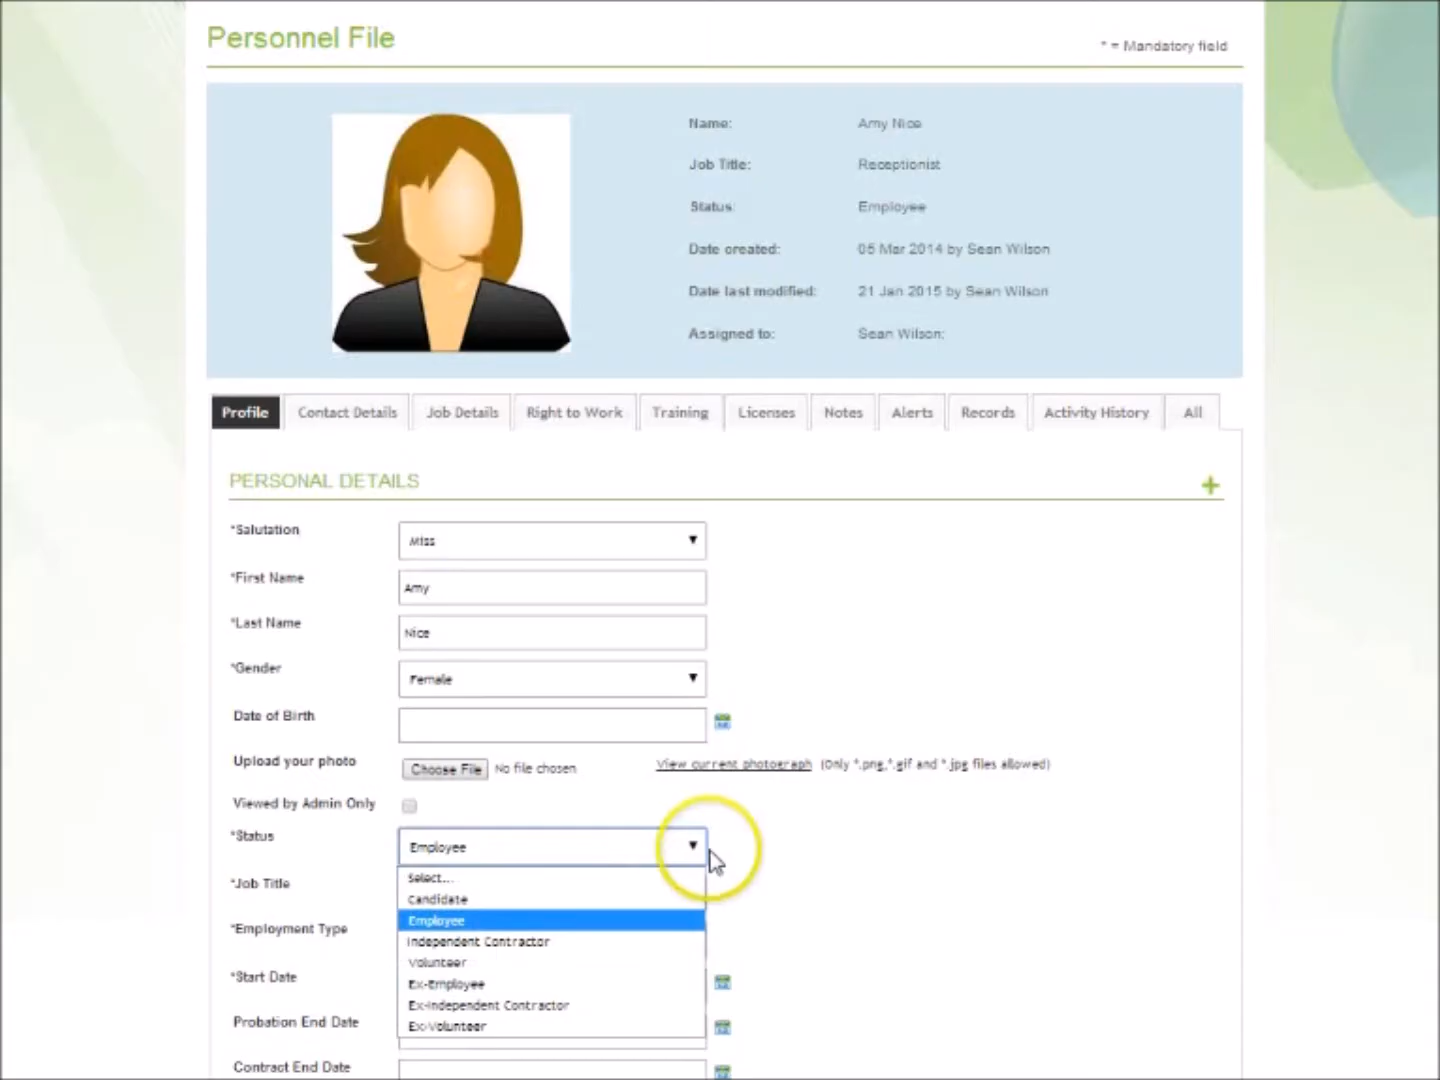 Personnel File
* = Mandatory field
Name: Amy Nice
Job Title: Receptionist
Status: Employee
Date created: 05 Mar 2014 by Sean Wilson
Date last modified: 21 Jan 2015 by Sean Wilson
Assigned to: Sean Wilson;
Profile Contact Details Job Details Right to Work Training Licenses Notes Alerts Records Activity History All
PERSONAL DETAILS +
*Salutation Miss
*First Name Amy
*Last Name Nice
*Gender Female
Date of Birth
Upload your photo Choose File No file chosen View current photograph (Only *.png,*.gif and *.jpg files allowed)
Viewed by Admin Only
*Status Employee
Select...
*Job Title
Candidate
Employee
*Employment Type
Independent Contractor
Volunteer
*Start Date
Ex-Employee
Ex-Independent Contractor
Probation End Date
Ex-Volunteer
Contract End Date